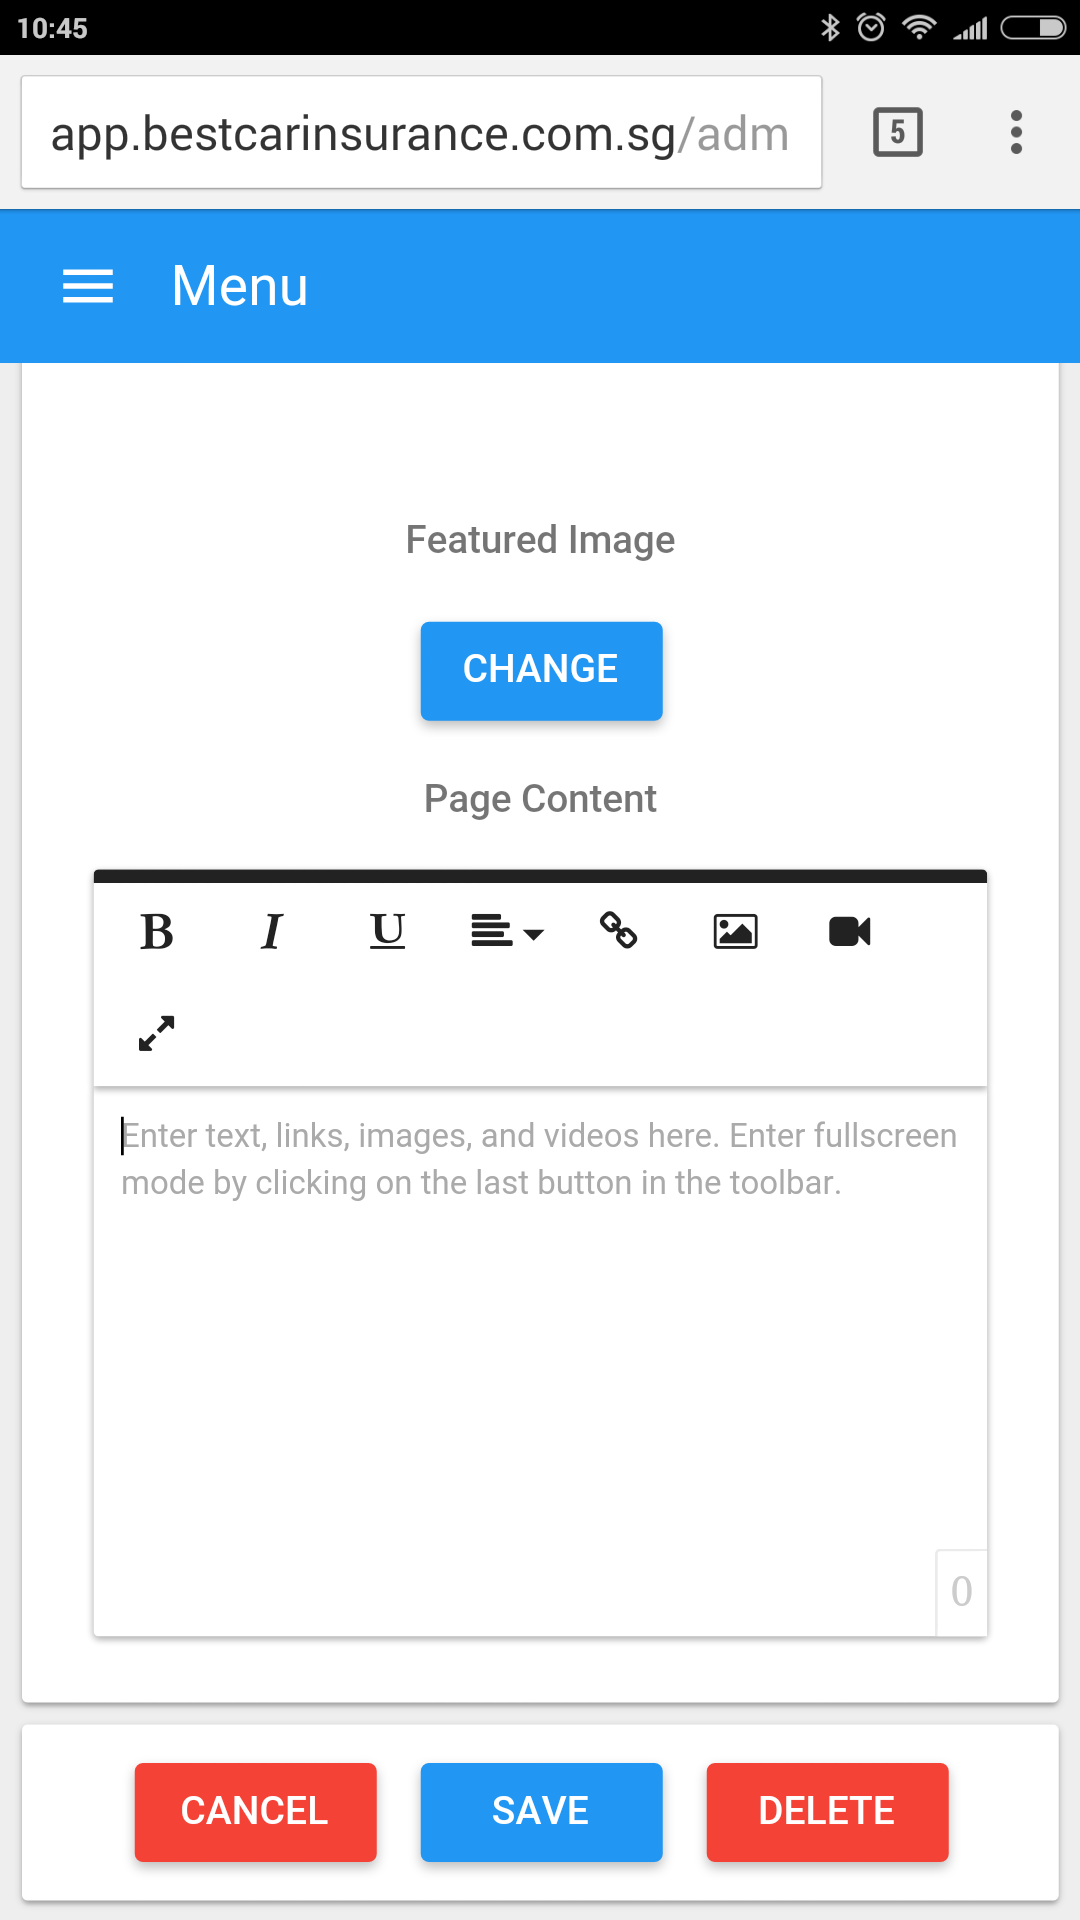 10:45
app.bestcarinsurance.com.sg/adm
5
Menu
Featured Image
CHANGE
Page Content
B I U
Enter text, links, images, and videos here. Enter fullscreen
mode by clicking on the last button in the toolbar.
0
CANCEL SAVE DELETE